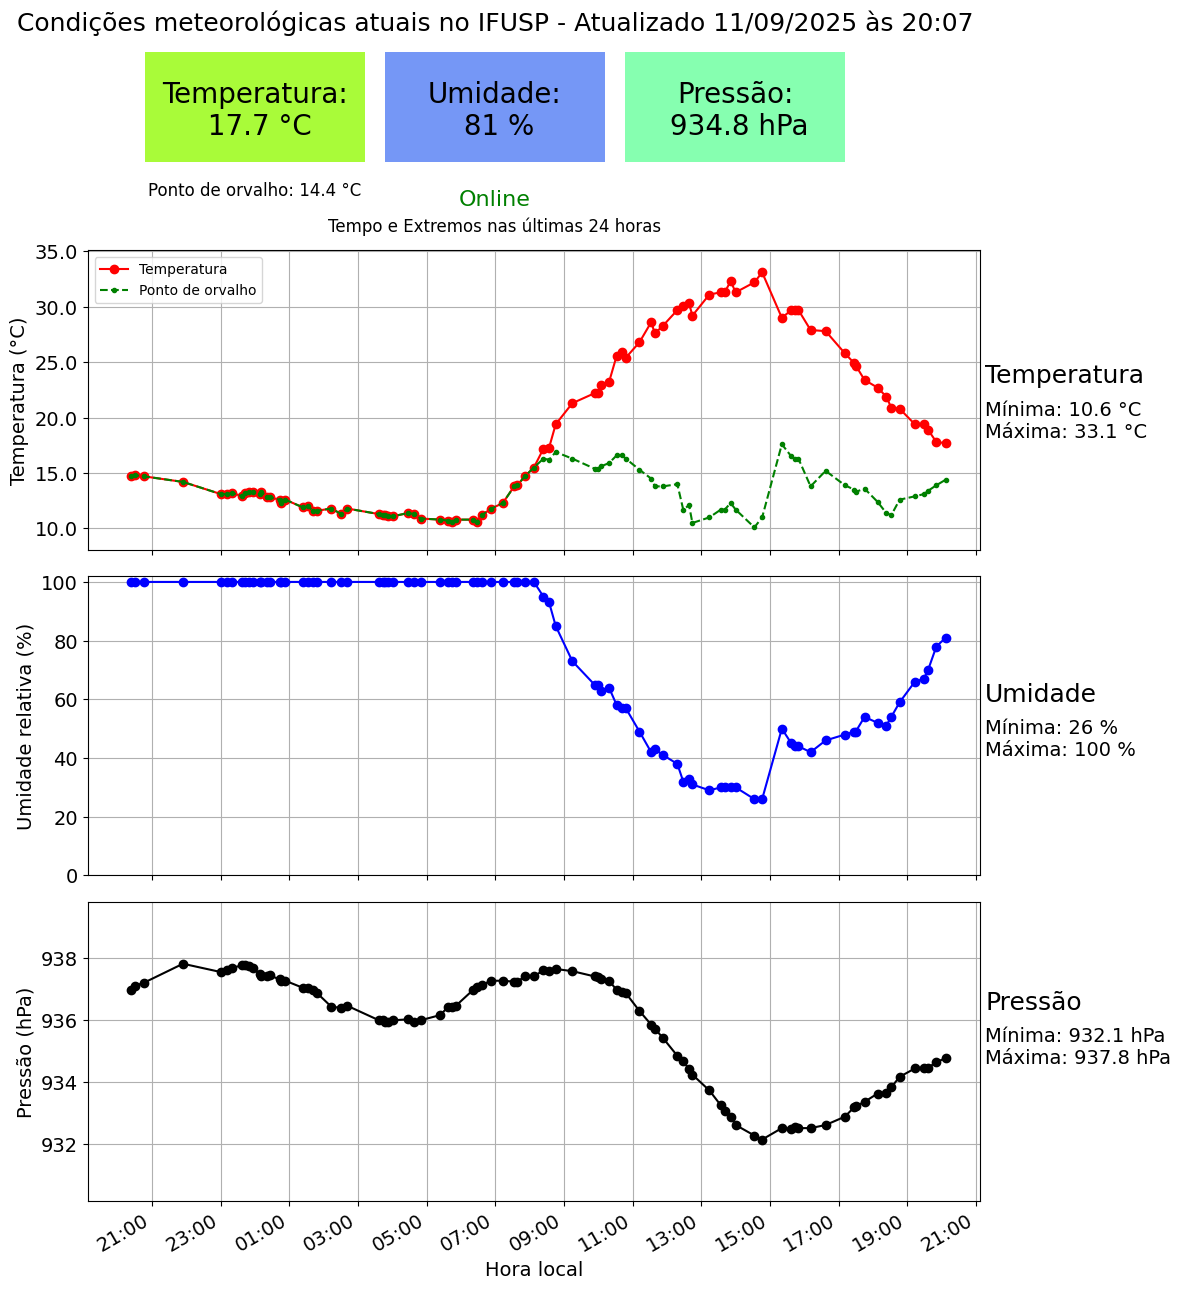 Condições meteorológicas atuais no IFUSP - Atualizado 11/09/2025 às 20:07
Temperatura:
17.7 °C
Umidade:
81 %
Pressão:
934.8 hPa
Ponto de orvalho: 14.4 °C
Online
Tempo e Extremos nas últimas 24 horas
35.0
30.0
25.0
20.0
15.0
10.0
Temperatura (°C)
Temperatura
Ponto de orvalho
Temperatura
Mínima: 10.6 °C
Máxima: 33.1 °C
100
80
60
40
20
0
Umidade relativa (%)
Umidade
Mínima: 26 %
Máxima: 100 %
938
936
934
932
Pressão (hPa)
Pressão
Mínima: 932.1 hPa
Máxima: 937.8 hPa
21:00
23:00
01:00
03:00
05:00
07:00
09:00
11:00
13:00
15:00
17:00
19:00
21:00
Hora local